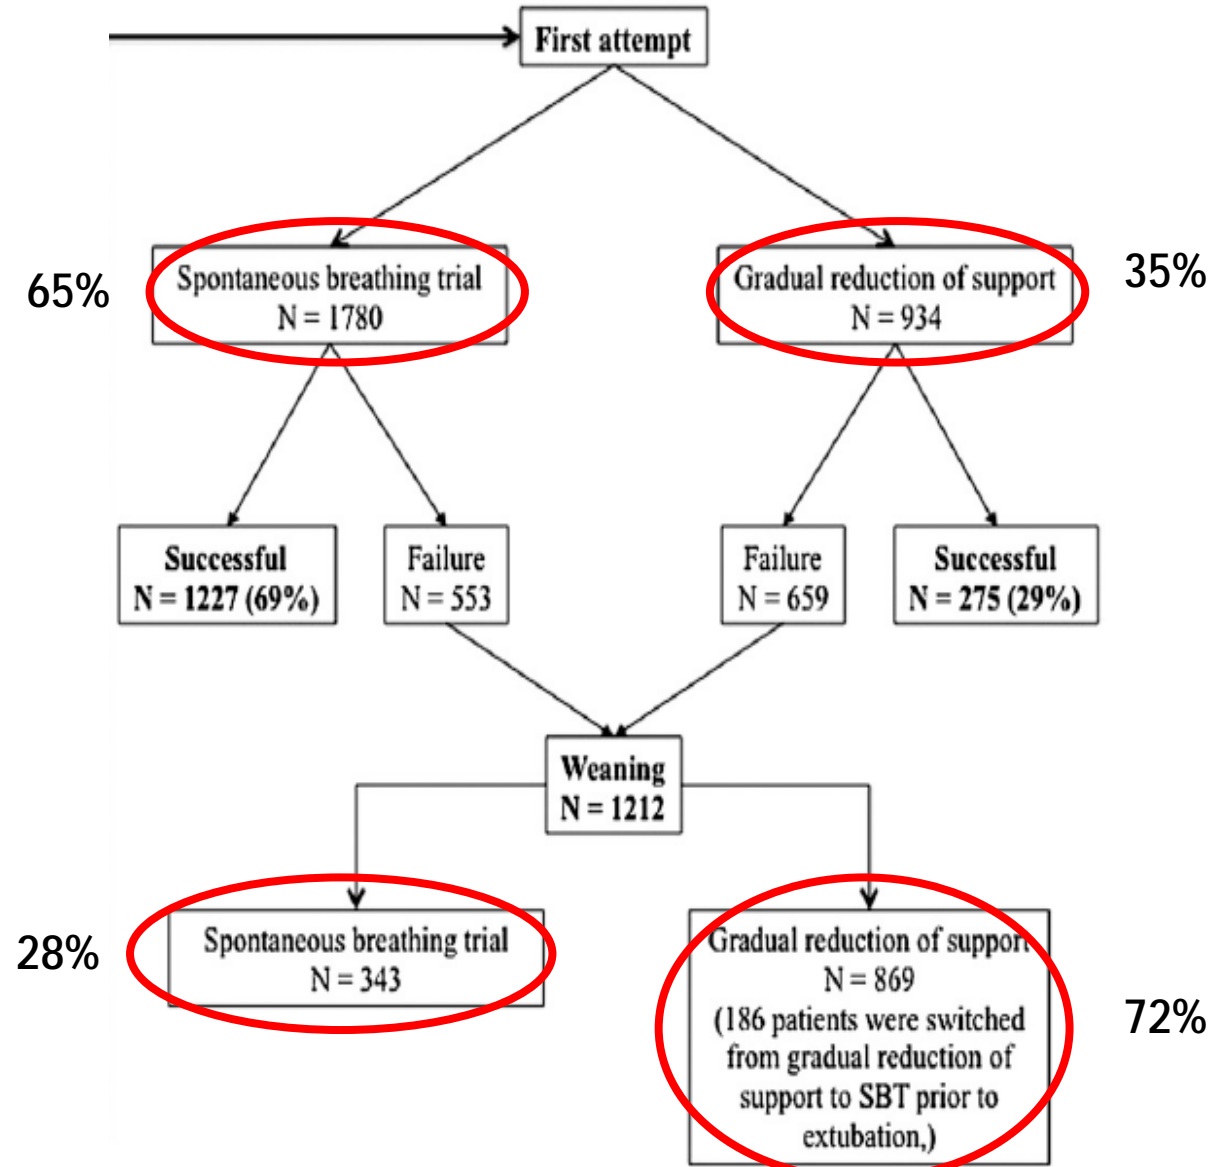 First attempt
65%
Spontaneous breathing trial
N = 1780
Gradual reduction of support
N = 934
35%
Successful
N = 1227 (69%)
Failure
N = 553
Failure
N = 659
Successful
N = 275 (29%)
Weaning
N = 1212
28%
Spontaneous breathing trial
N = 343
Gradual reduction of support
N = 869
(186 patients were switched
from gradual reduction of
support to SBT prior to
extubation,)
72%